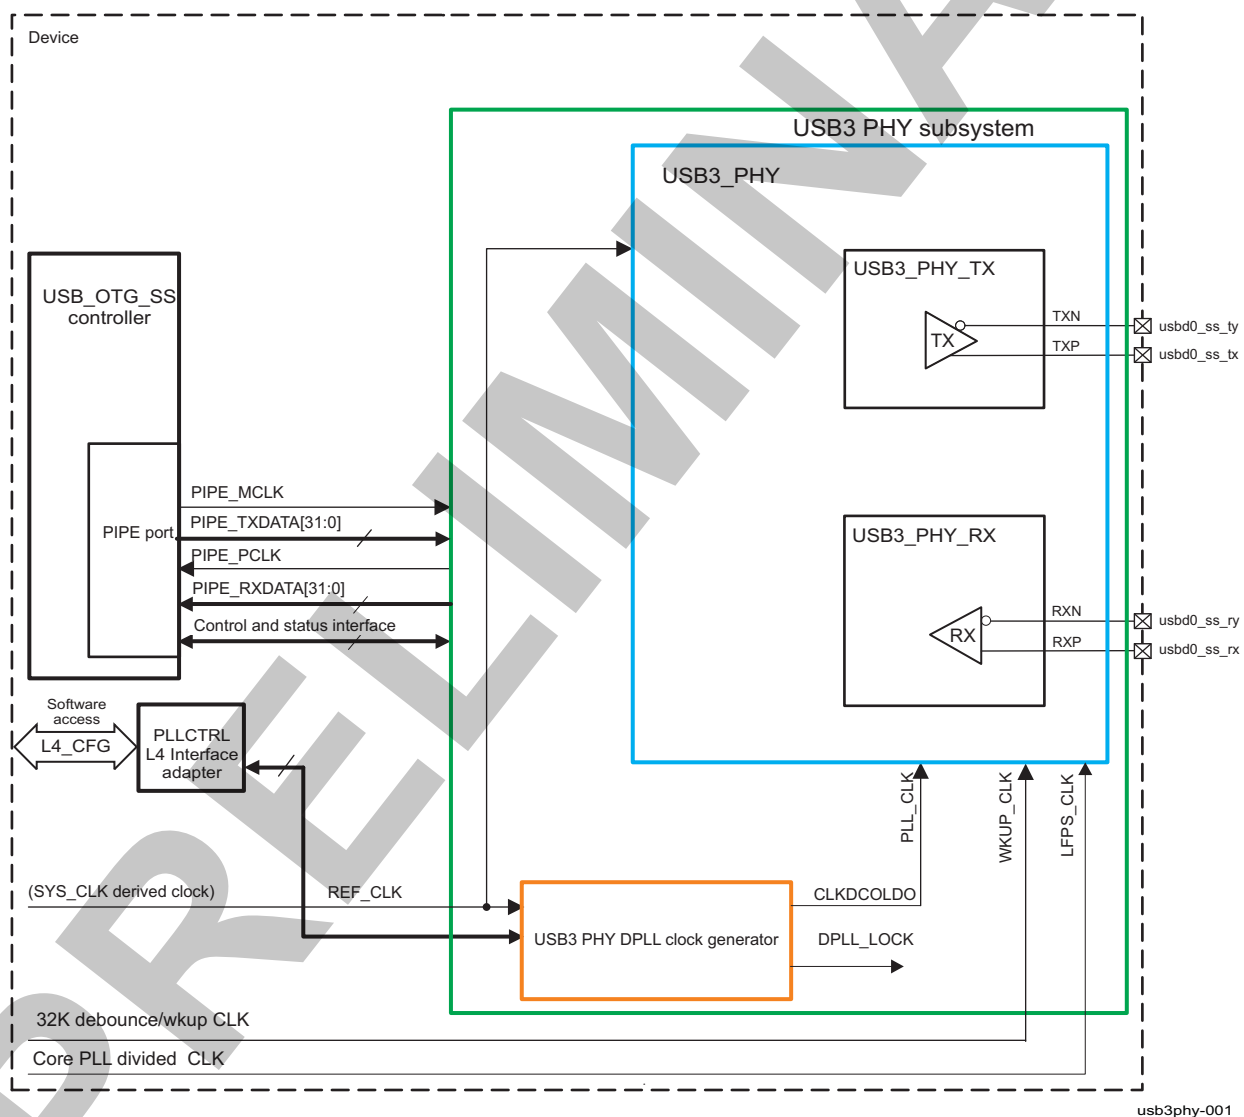 Device
USB3 PHY subsystem
USB3_PHY
USB3_PHY_TX
TX
TXN
TXP
usbd0_ss_ty
usbd0_ss_tx
USB_OTG_SS
controller
PIPE port
PIPE_MCLK
PIPE_TXDATA[31:0]
PIPE_PCLK
PIPE_RXDATA[31:0]
Control and status interface
USB3_PHY_RX
RX
RXN
RXP
usbd0_ss_ry
usbd0_ss_rx
Software
access
L4_CFG
PLLCTRL
L4 Interface
adapter
PLL_CLK
WKUP_CLK
LFPS_CLK
(SYS_CLK derived clock)
REF_CLK
USB3 PHY DPLL clock generator
CLKDCOLDO
DPLL_LOCK
32K debounce/wkup CLK
Core PLL divided CLK
usb3phy-001
PRELIMINA